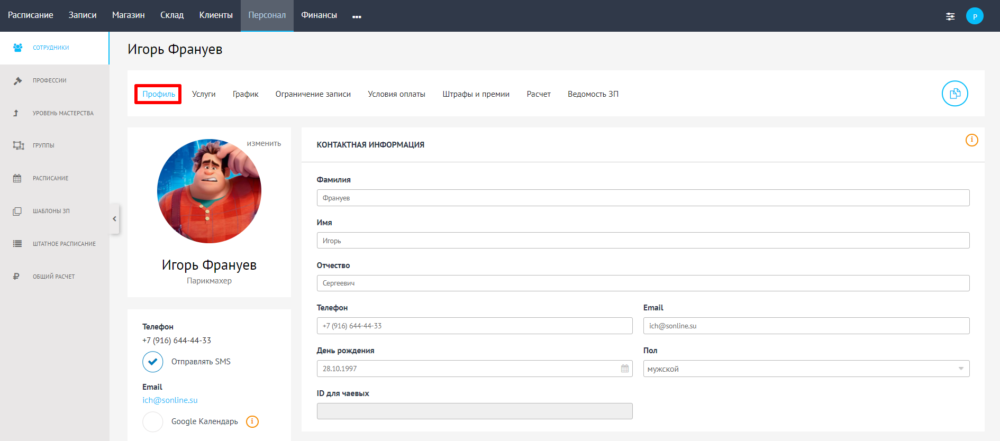 Расписание Записи Магазин Склад Клиенты Персонал Финансы ... P
СОТРУДНИКИ
ПРОФЕССИИ
УРОВЕНЬ МАСТЕРСТВА
ГРУППЫ
РАСПИСАНИЕ
ШАБЛОНЫ ЗП
ШТАТНОЕ РАСПИСАНИЕ
ОБЩИЙ РАСЧЕТ
Игорь Франуев
Профиль Услуги График Ограничение записи Условия оплаты Штрафы и премии Расчет Ведомость ЗП
изменить
Игорь Франуев
Парикмахер
Телефон
+7 (916) 644-44-33
Отправлять SMS
Email
ich@sonline.su
Google Календарь
КОНТАКТНАЯ ИНФОРМАЦИЯ
Фамилия
Франуев
Имя
Игорь
Отчество
Сергеевич
Телефон Email
+7 (916) 644-44-33 ich@sonline.su
День рождения Пол
28.10.1997 мужской
ID для чаевых